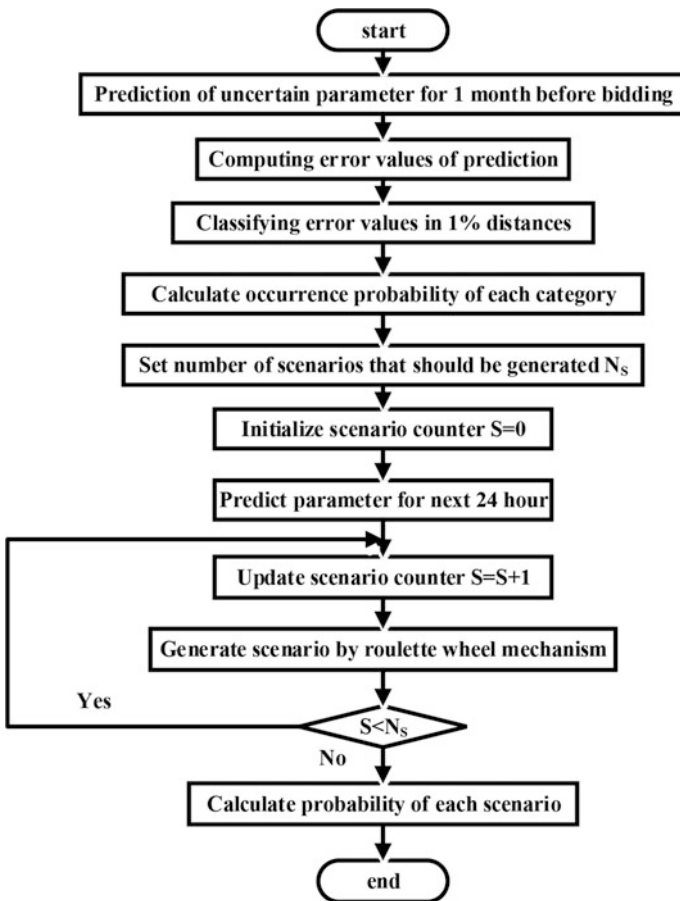 start
Prediction of uncertain parameter for 1 month before bidding
Computing error values of prediction
Classifying error values in 1% distances
Calculate occurrence probability of each category
Set number of scenarios that should be generated Nₛ
Initialize scenario counter S=0
Predict parameter for next 24 hour
Update scenario counter S=S+1
Generate scenario by roulette wheel mechanism
Yes
S<Nₛ
No
Calculate probability of each scenario
end